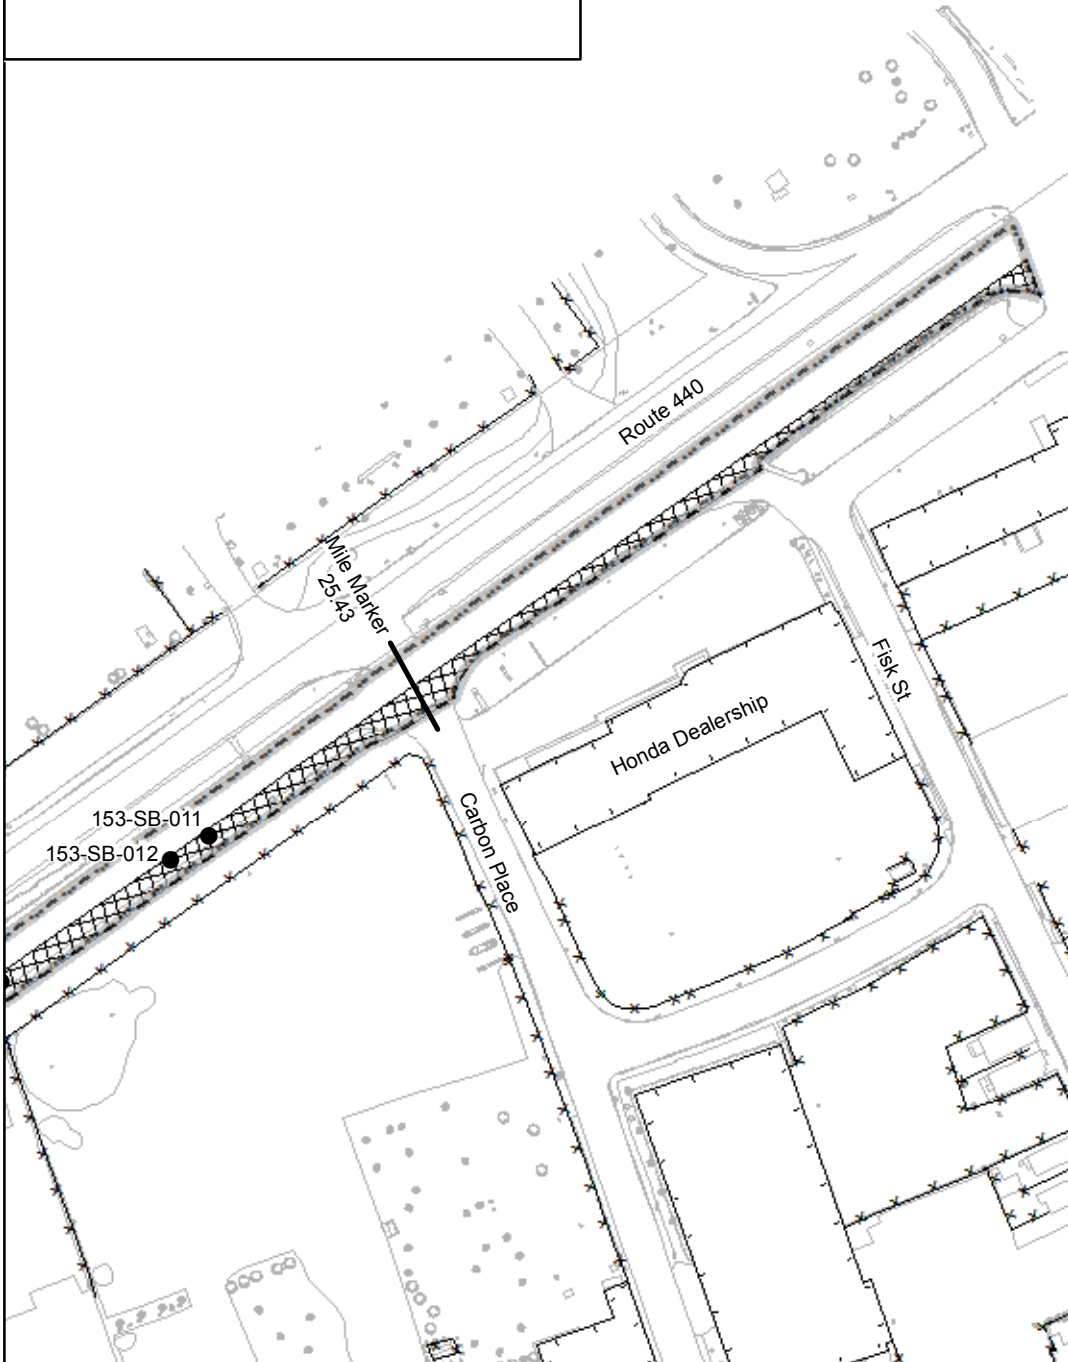 Route 440
Mile Marker
25.43
Fisk St
Honda Dealership
153-SB-011
153-SB-012
Carbon Place